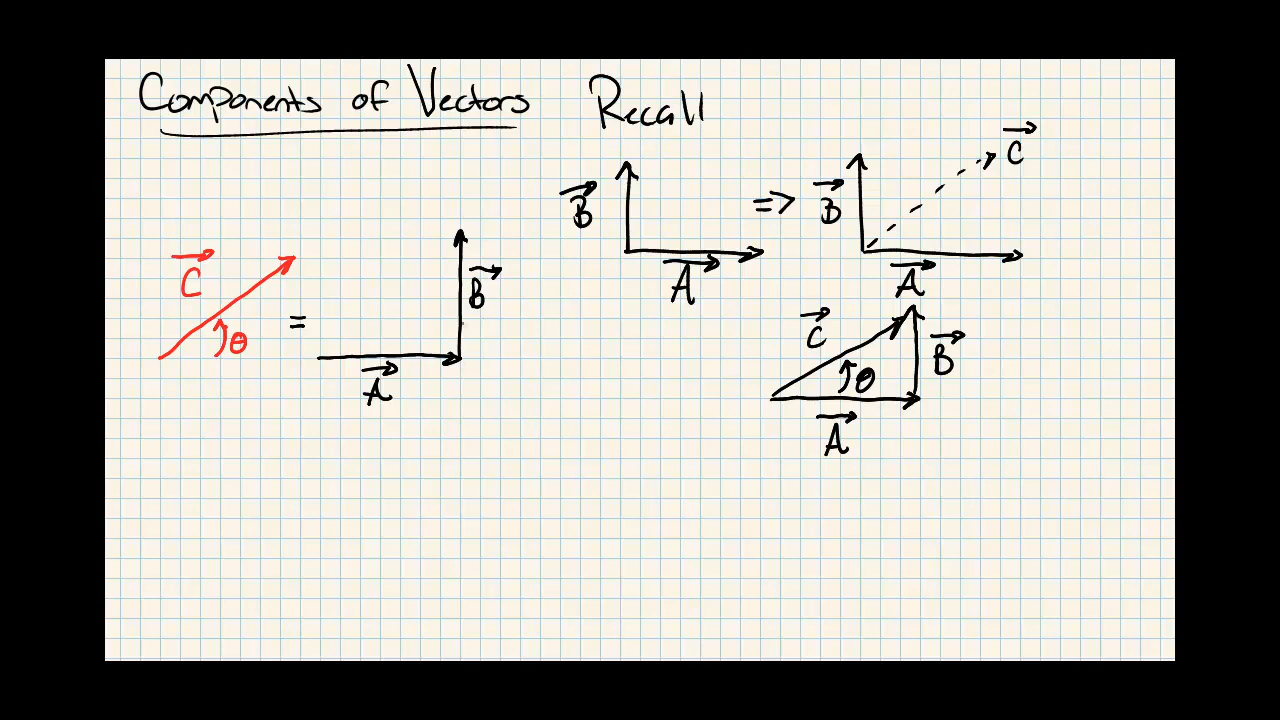 Components of Vectors Recall
C
B => B
A
A
C
θ = B
A
C
θ B
A